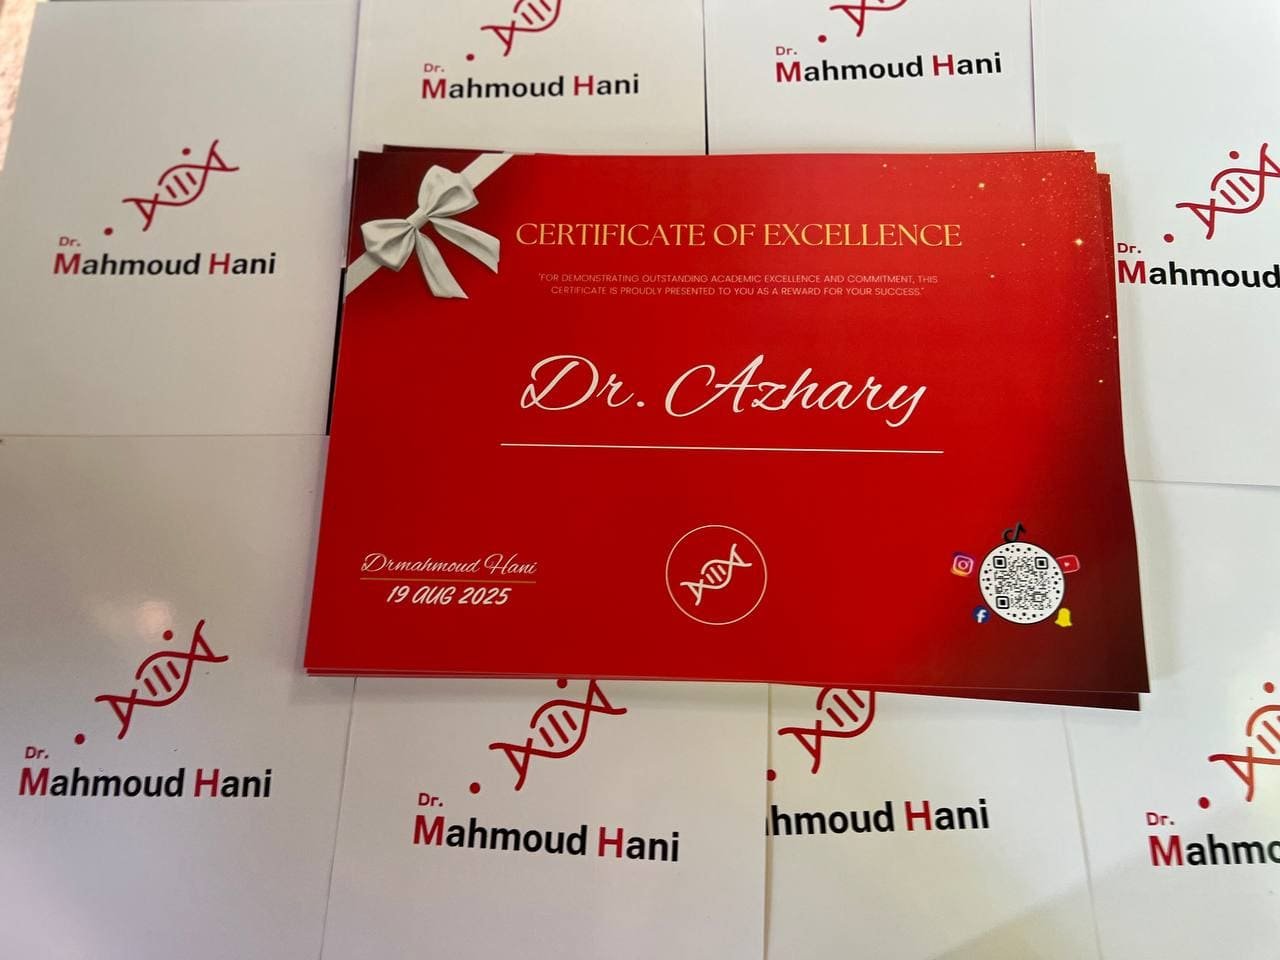 Dr.
Mahmoud Hani
Dr.
Mahmoud Hani
Dr.
Mahmoud Hani
Dr.
Mahmoud
CERTIFICATE OF EXCELLENCE
"FOR DEMONSTRATING OUTSTANDING ACADEMIC EXCELLENCE AND COMMITMENT, THIS
CERTIFICATE IS PROUDLY PRESENTED TO YOU AS A REWARD FOR YOUR SUCCESS."
Dr. Azhary
Drmahmoud Hani
19 AUG 2025
Dr.
Mahmoud Hani
Dr.
Mahmoud Hani
hmoud Hani
Dr.
Mahmo